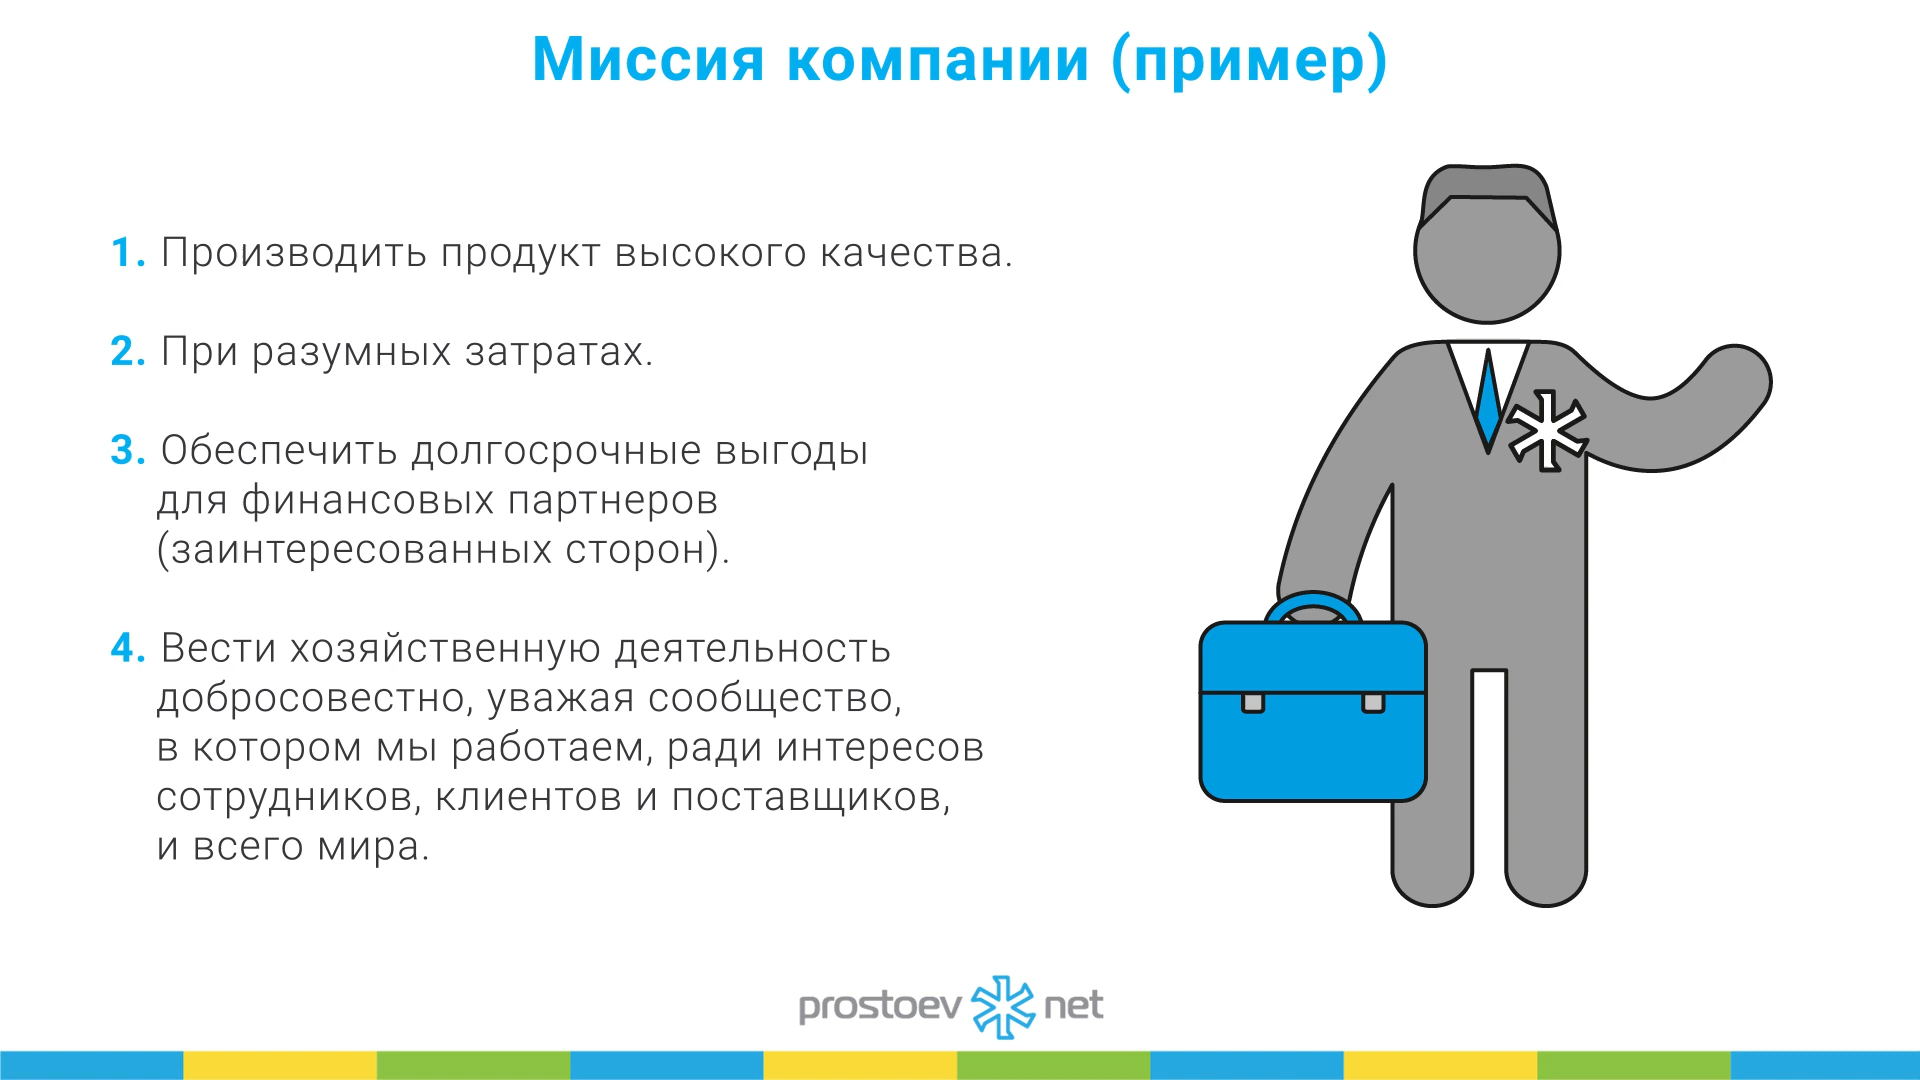 Миссия компании (пример)
1. Производить продукт высокого качества.
2. При разумных затратах.
3. Обеспечить долгосрочные выгоды
для финансовых партнеров
(заинтересованных сторон).
4. Вести хозяйственную деятельность
добросовестно, уважая сообщество,
в котором мы работаем, ради интересов
сотрудников, клиентов и поставщиков,
и всего мира.
prostoev net